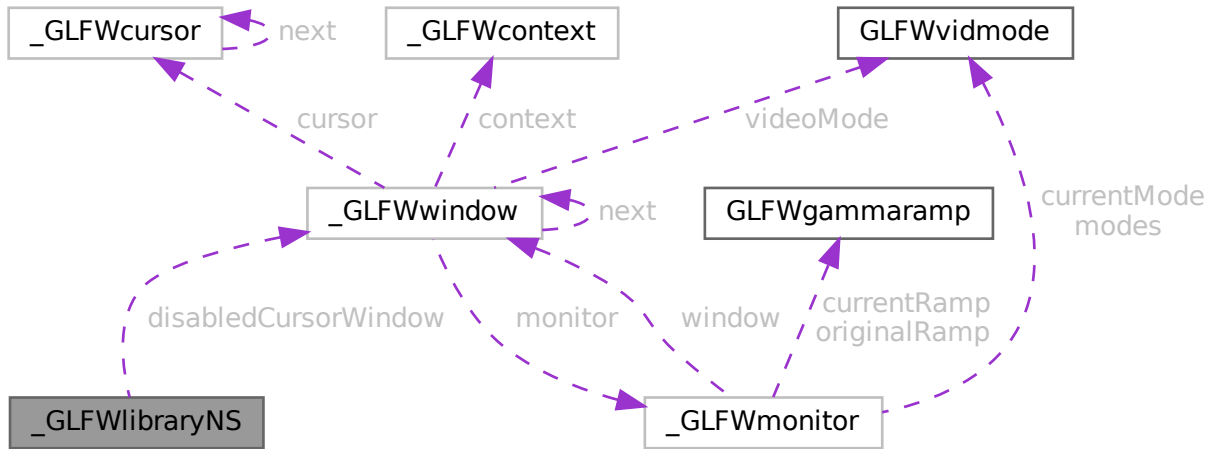 _GLFWcursor
next
_GLFWcontext
GLFWvidmode
cursor
context
videoMode
_GLFWwindow
next
GLFWgammaramp
currentMode
modes
disabledCursorWindow
monitor
window
currentRamp
originalRamp
_GLFWlibraryNS
_GLFWmonitor